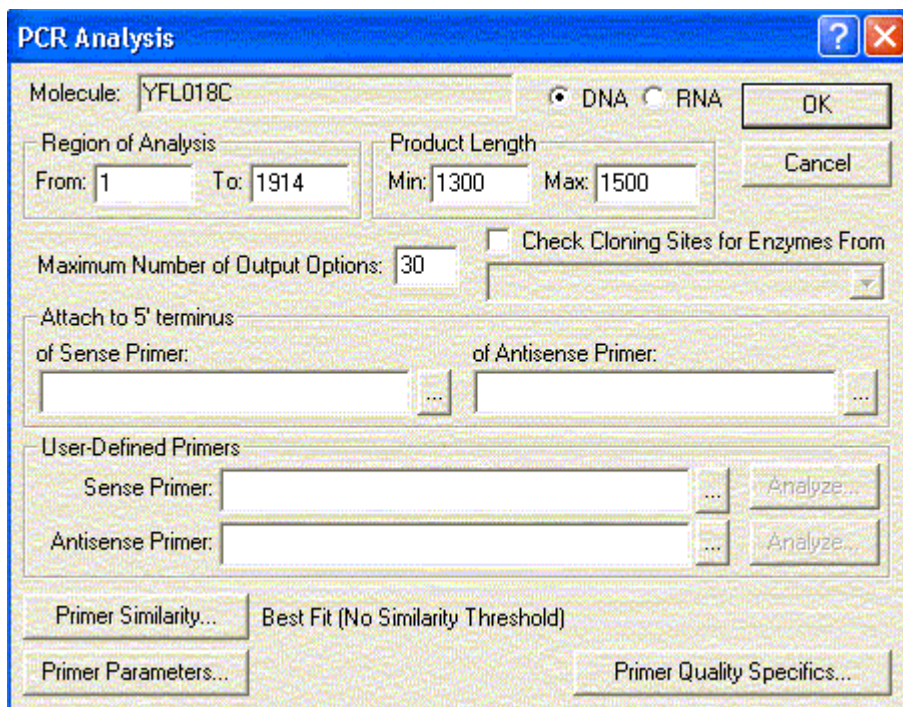 PCR Analysis
Molecule: YFL018C
DNA RNA
OK
Region of Analysis
From: 1 To: 1914
Product Length
Min: 1300 Max: 1500
Cancel
Maximum Number of Output Options: 30
Check Cloning Sites for Enzymes From
Attach to 5' terminus
of Sense Primer:
...
of Antisense Primer:
...
User-Defined Primers
Sense Primer: ... Analyze...
Antisense Primer: ... Analyze...
Primer Similarity... Best Fit (No Similarity Threshold)
Primer Parameters... Primer Quality Specifics...